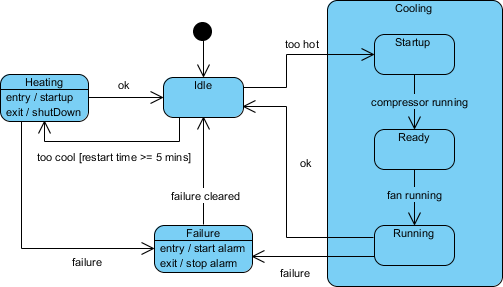 Cooling
too hot
Startup
Heating
entry / startup
exit / shutDown
ok
Idle
compressor running
Ready
too cool [restart time >= 5 mins]
ok
failure cleared
fan running
Failure
entry / start alarm
exit / stop alarm
Running
failure
failure